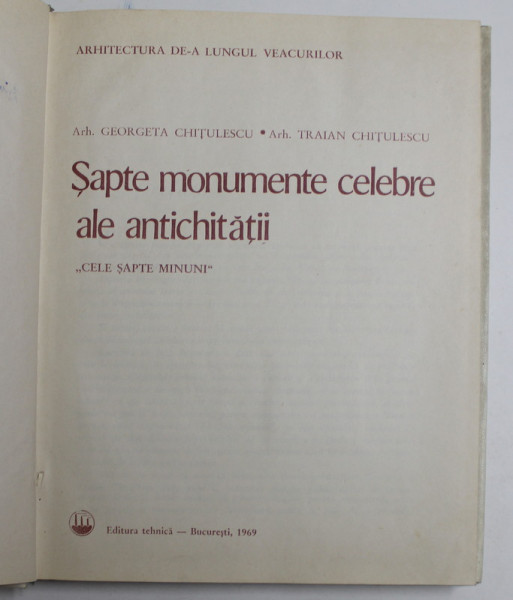 ARHITECTURA DE-A LUNGUL VEACURILOR
Arh. GEORGETA CHIȚULESCU • Arh. TRAIAN CHIȚULESCU
Șapte monumente celebre
ale antichității
„CELE ȘAPTE MINUNI“
Editura tehnică — București, 1969